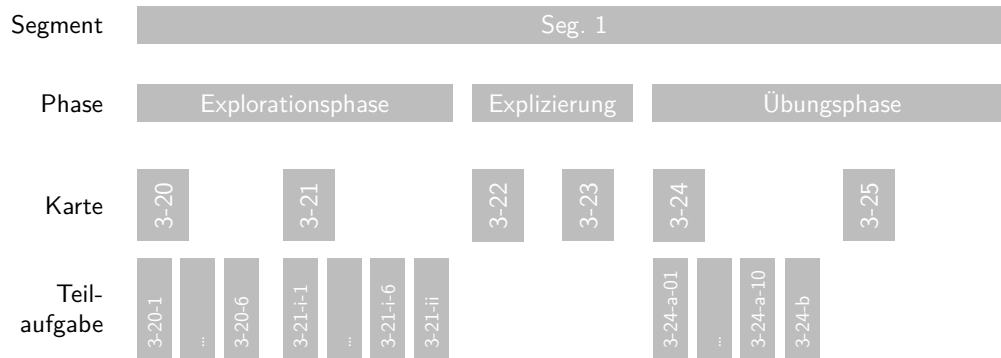 Segment
Seg. 1
Phase
Explorationsphase
Explizierung
Übungsphase
Karte
3-20
3-21
3-22
3-23
3-24
3-25
Teil-
aufgabe
3-20-1
...
3-20-6
3-21-i-1
...
3-21-i-6
3-21-ii
3-24-a-01
...
3-24-a-10
3-24-b